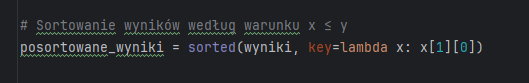 # Sortowanie wyników według warunku x ≤ y
posortowane_wyniki = sorted(wyniki, key=lambda x: x[1][0])